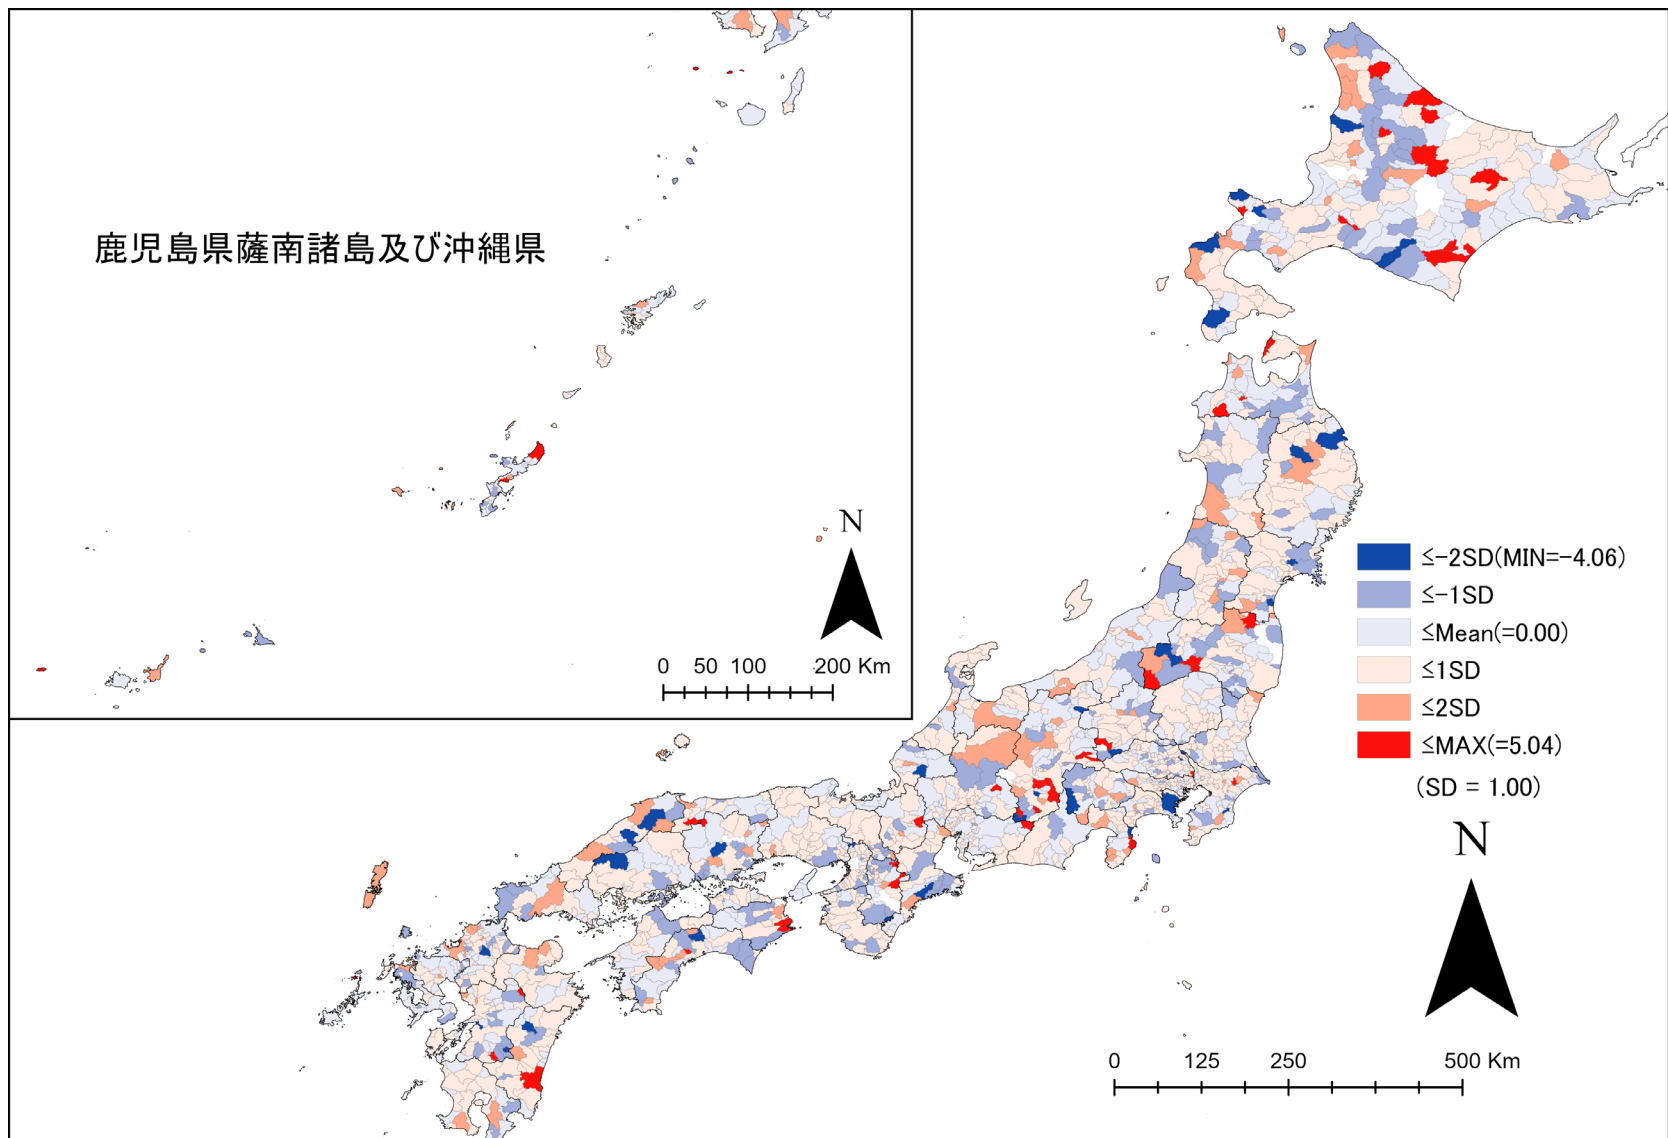 鹿児島県薩南諸島及び沖縄県
N
0 50 100 200 Km
≤-2SD(MIN=-4.06)
≤-1SD
≤Mean(=0.00)
≤1SD
≤2SD
≤MAX(=5.04)
(SD = 1.00)
N
0 125 250 500 Km